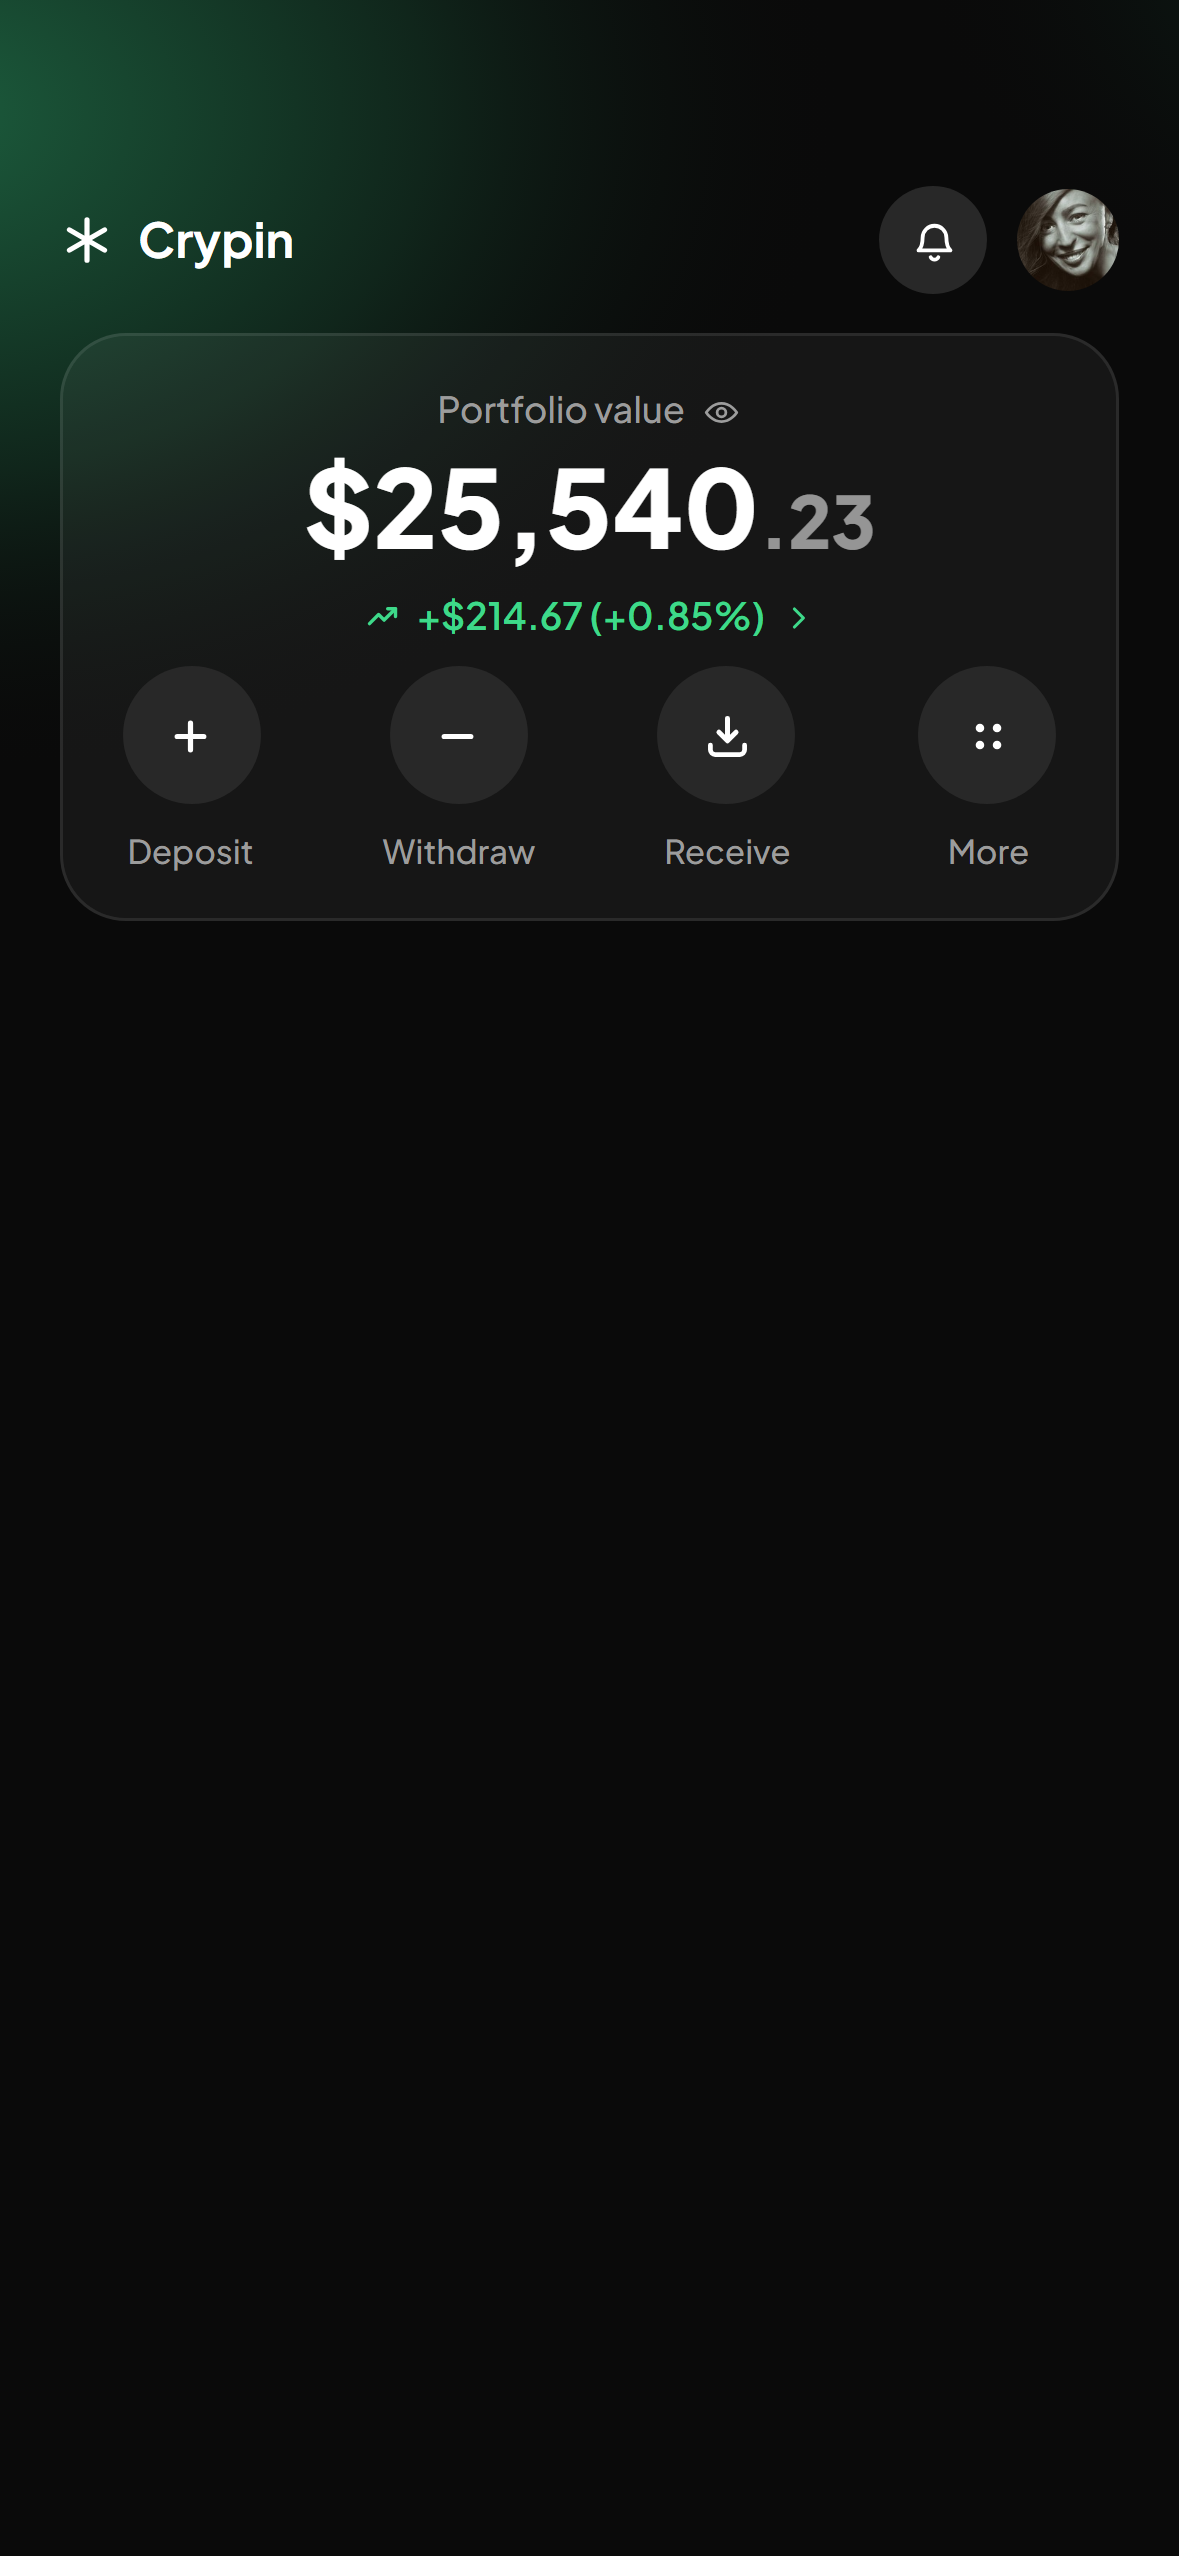 Crypin
Portfolio value
$25,540.23
+$214.67 (+0.85%)
Deposit Withdraw Receive More